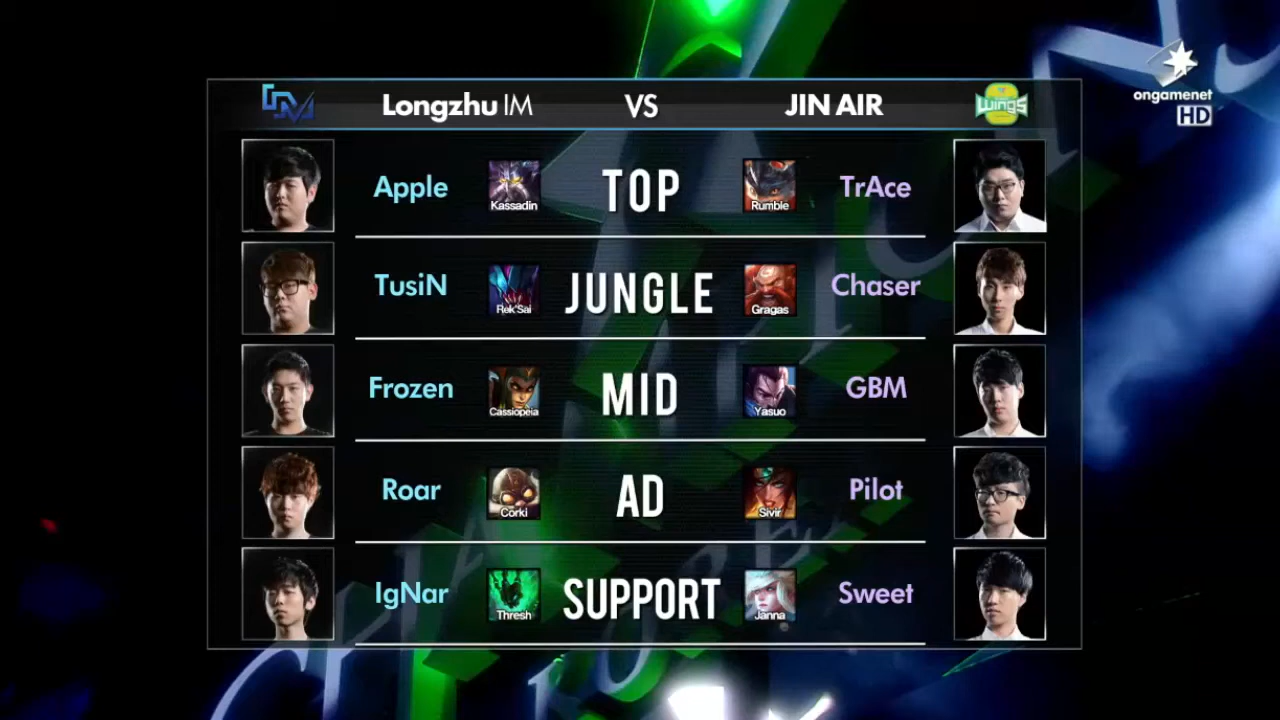 Longzhu IM VS JIN AIR wings
ongamenet
HD
Apple Kassadin TOP Rumble TrAce
TusiN Rek'Sai JUNGLE Gragas Chaser
Frozen Cassiopeia MID Yasuo GBM
Roar Corki AD Sivir Pilot
IgNar Thresh SUPPORT Janna Sweet